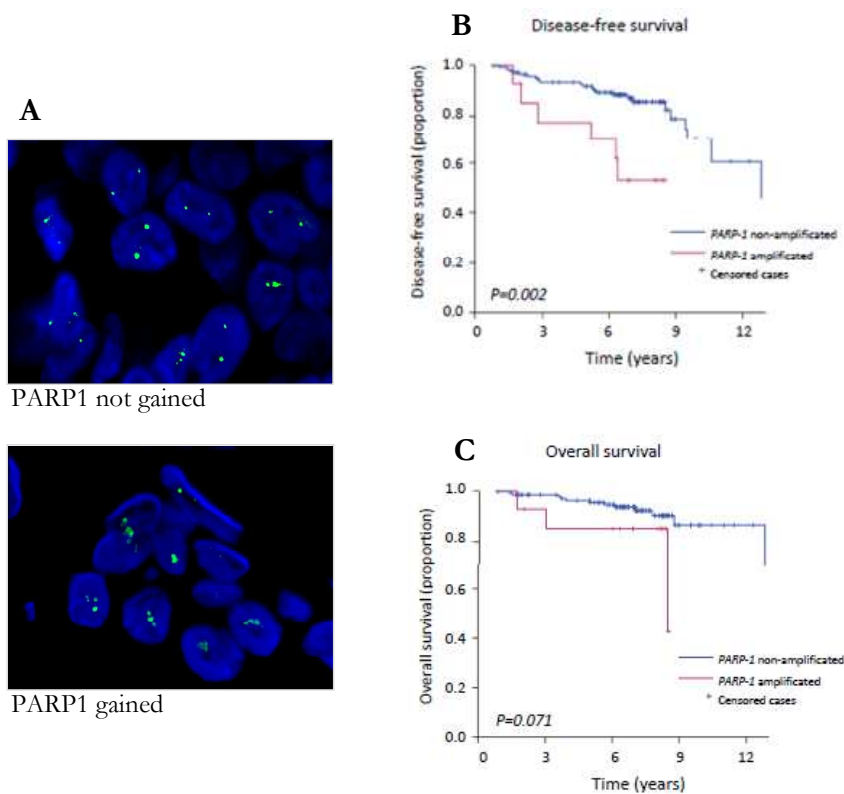 A
PARP1 not gained
PARP1 gained
B
Disease-free survival
Disease-free survival (proportion)
1.0
0.8
0.6
0.4
0.2
0.0
PARP-1 non-amplificated
PARP-1 amplificated
+ Censored cases
P=0.002
0 3 6 9 12
Time (years)
C
Overall survival
Overall survival (proportion)
1.0
0.8
0.6
0.4
0.2
0.0
PARP-1 non-amplificated
PARP-1 amplificated
+ Censored cases
P=0.071
0 3 6 9 12
Time (years)